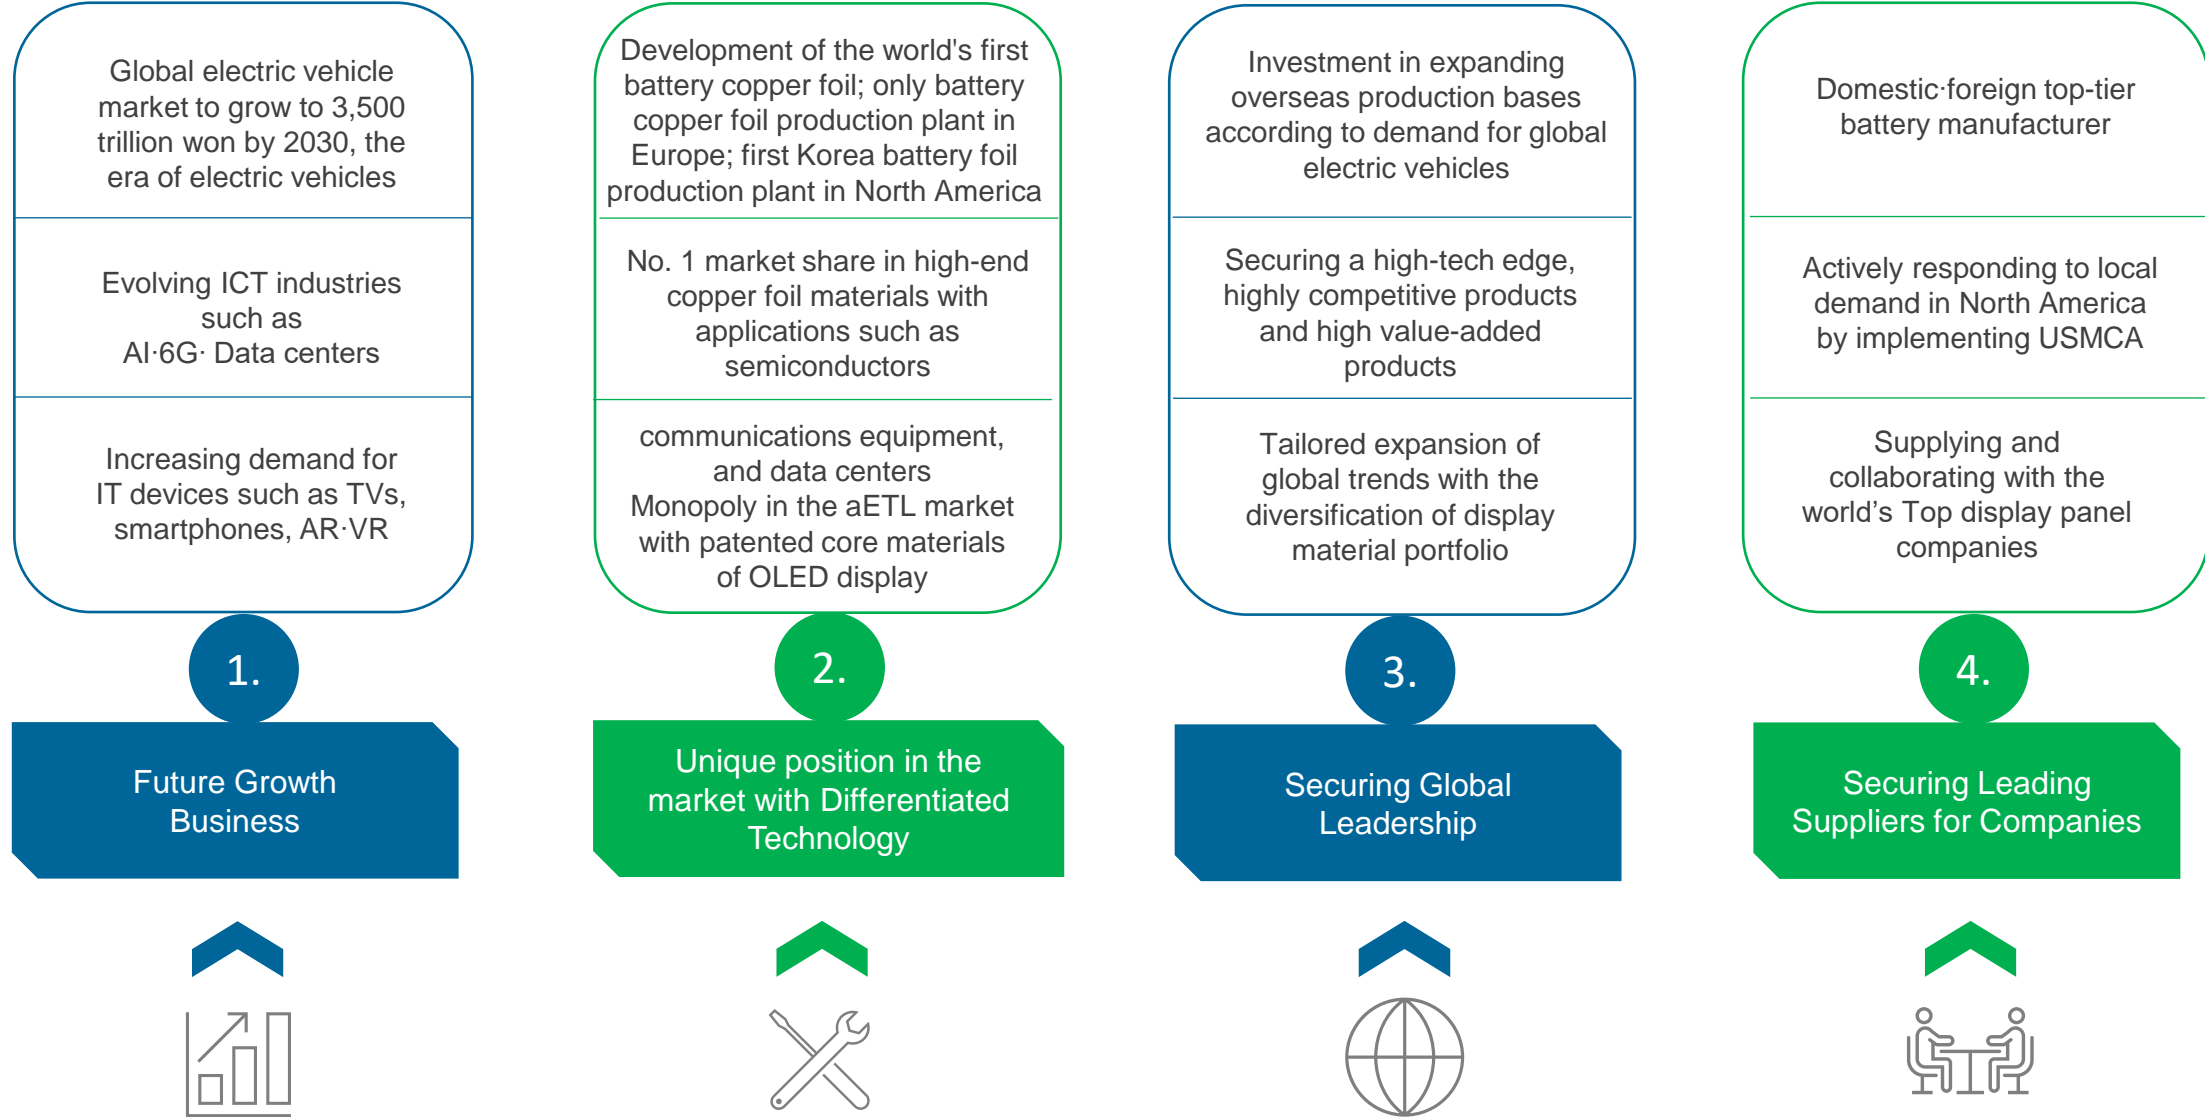 Global electric vehicle
market to grow to 3,500
trillion won by 2030, the
era of electric vehicles
Evolving ICT industries
such as
AI·6G· Data centers
Increasing demand for
IT devices such as TVs,
smartphones, AR·VR
1.
Future Growth
Business
Development of the world's first
battery copper foil; only battery
copper foil production plant in
Europe; first Korea battery foil
production plant in North America
No. 1 market share in high-end
copper foil materials with
applications such as
semiconductors
communications equipment,
and data centers
Monopoly in the aETL market
with patented core materials
of OLED display
2.
Unique position in the
market with Differentiated
Technology
Investment in expanding
overseas production bases
according to demand for global
electric vehicles
Securing a high-tech edge,
highly competitive products
and high value-added
products
Tailored expansion of
global trends with the
diversification of display
material portfolio
3.
Securing Global
Leadership
Domestic·foreign top-tier
battery manufacturer
Actively responding to local
demand in North America
by implementing USMCA
Supplying and
collaborating with the
world’s Top display panel
companies
4.
Securing Leading
Suppliers for Companies